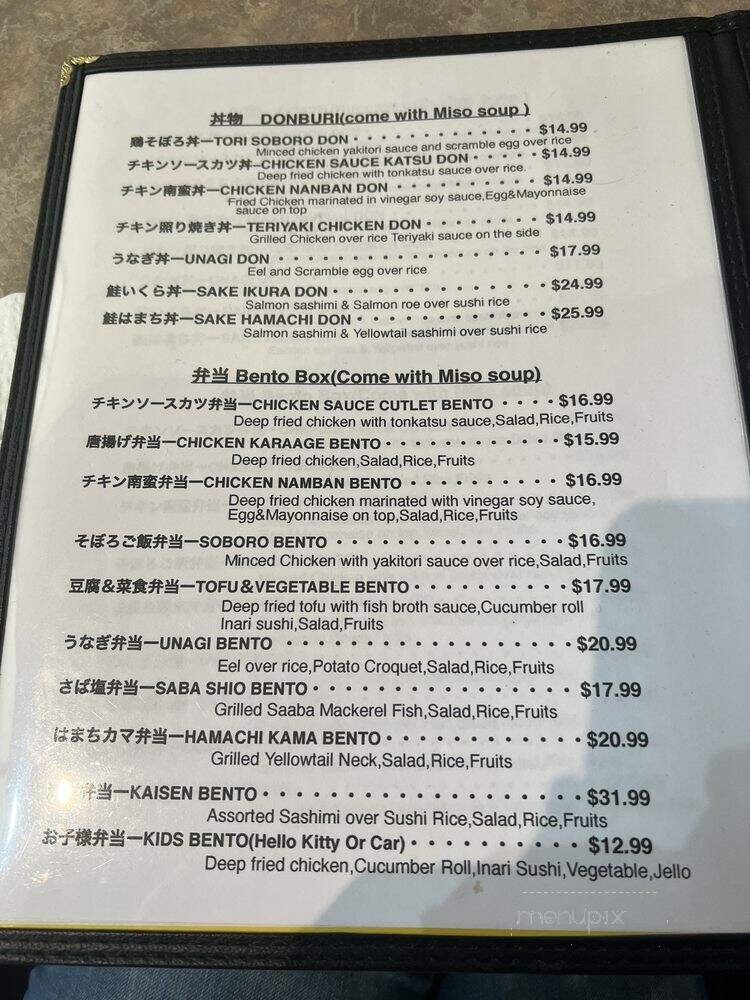 丼物 DONBURI(come with Miso soup )
鶏そぼろ丼ーTORI SOBORO DON・・・・・・・・・・・・・$14.99
Minced chicken yakitori sauce and scramble egg over rice
チキンソースカツ丼–CHICKEN SAUCE KATSU DON・・・・・$14.99
Deep fried chicken with tonkatsu sauce over rice.
チキン南蛮丼ーCHICKEN NANBAN DON・・・・・・・・・・$14.99
Fried Chicken marinated in vinegar soy sauce,Egg&Mayonnaise
sauce on top
チキン照り焼き丼ーTERIYAKI CHICKEN DON・・・・・・・・$14.99
Grilled Chicken over rice Teriyaki sauce on the side
うなぎ丼ーUNAGI DON・・・・・・・・・・・・・・・・・・$17.99
Eel and Scramble egg over rice
鮭いくら丼ーSAKE IKURA DON・・・・・・・・・・・・・・$24.99
Salmon sashimi & Salmon roe over sushi rice
鮭はまち丼ーSAKE HAMACHI DON・・・・・・・・・・・・・$25.99
Salmon sashimi & Yellowtail sashimi over sushi rice
弁当 Bento Box(Come with Miso soup)
チキンソースカツ弁当ーCHICKEN SAUCE CUTLET BENTO・・・・$16.99
Deep fried chicken with tonkatsu sauce,Salad,Rice,Fruits
唐揚げ弁当ーCHICKEN KARAAGE BENTO・・・・・・・・・・・・$15.99
Deep fried chicken,Salad,Rice,Fruits
チキン南蛮弁当ーCHICKEN NAMBAN BENTO・・・・・・・・・・$16.99
Deep fried chicken marinated with vinegar soy sauce,
Egg&Mayonnaise on top,Salad,Rice,Fruits
そぼろご飯弁当ーSOBORO BENTO・・・・・・・・・・・・・・$16.99
Minced Chicken with yakitori sauce over rice,Salad,Fruits
豆腐＆菜食弁当ーTOFU＆VEGETABLE BENTO・・・・・・・・・・$17.99
Deep fried tofu with fish broth sauce,Cucumber roll
Inari sushi,Salad,Fruits
うなぎ弁当ーUNAGI BENTO・・・・・・・・・・・・・・・・・$20.99
Eel over rice,Potato Croquet,Salad,Rice,Fruits
さば塩弁当ーSABA SHIO BENTO・・・・・・・・・・・・・・・$17.99
Grilled Saaba Mackerel Fish,Salad,Rice,Fruits
はまちカマ弁当ーHAMACHI KAMA BENTO・・・・・・・・・・・・$20.99
Grilled Yellowtail Neck,Salad,Rice,Fruits
弁当ーKAISEN BENTO・・・・・・・・・・・・・・・・・・・$31.99
Assorted Sashimi over Sushi Rice,Salad,Rice,Fruits
お子様弁当ーKIDS BENTO(Hello Kitty Or Car)・・・・・・・・・・$12.99
Deep fried chicken,Cucumber Roll,Inari Sushi,Vegetable,Jello
menupix